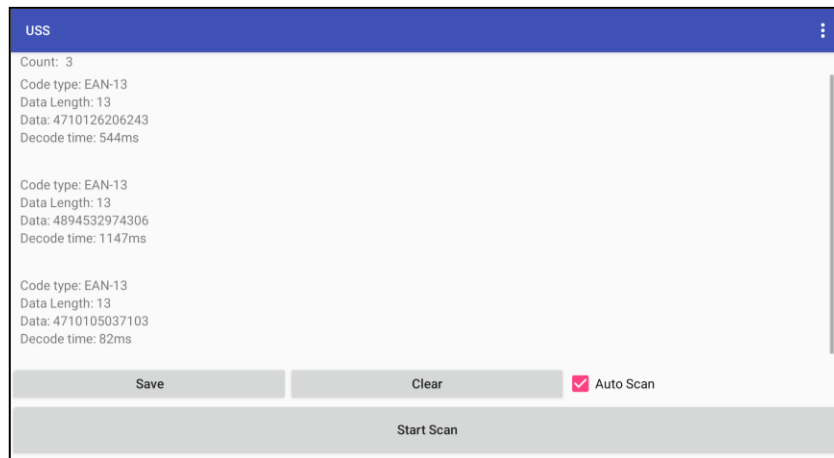 USS
Count: 3
Code type: EAN-13
Data Length: 13
Data: 4710126206243
Decode time: 544ms
Code type: EAN-13
Data Length: 13
Data: 4894532974306
Decode time: 1147ms
Code type: EAN-13
Data Length: 13
Data: 4710105037103
Decode time: 82ms
Save Clear Auto Scan
Start Scan